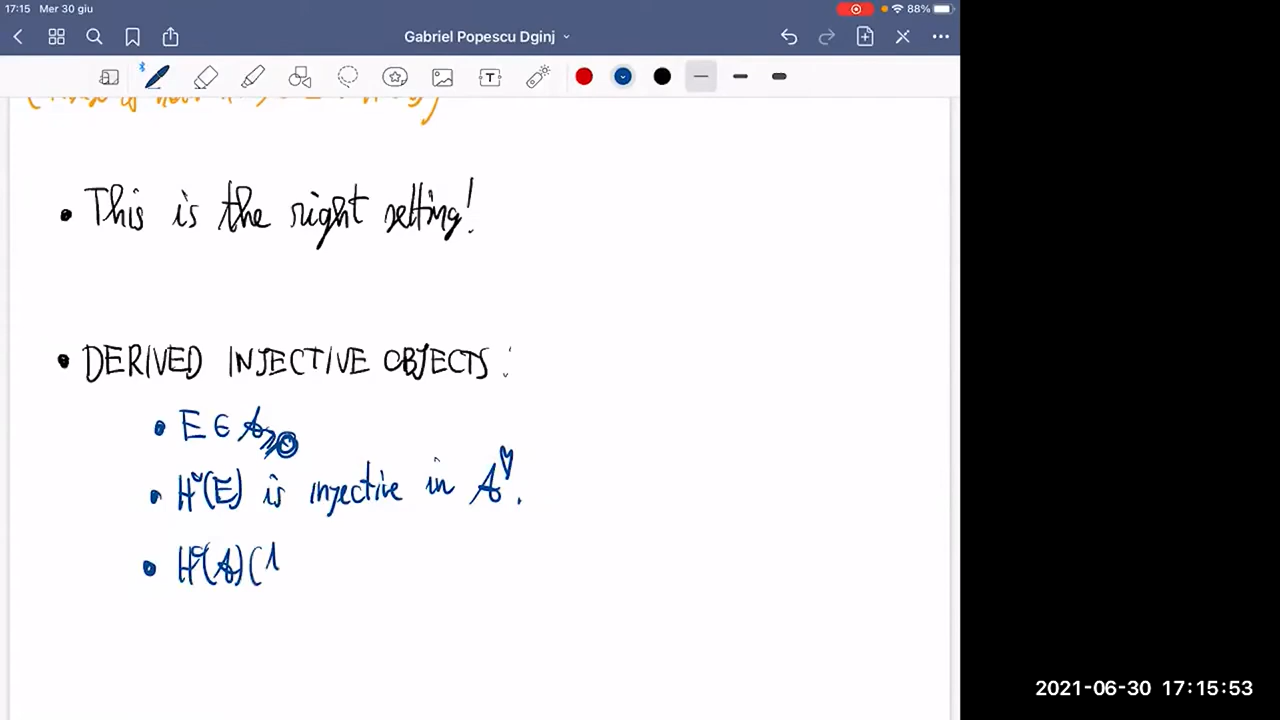 17:15 Mer 30 giu
88%
Gabriel Popescu Dginj
• This is the right setting!
• DERIVED INJECTIVE OBJECTS:
• E ∈ A≥0
• H⁰(E) is injective in A♡.
• H⁰(A)(
2021-06-30 17:15:53